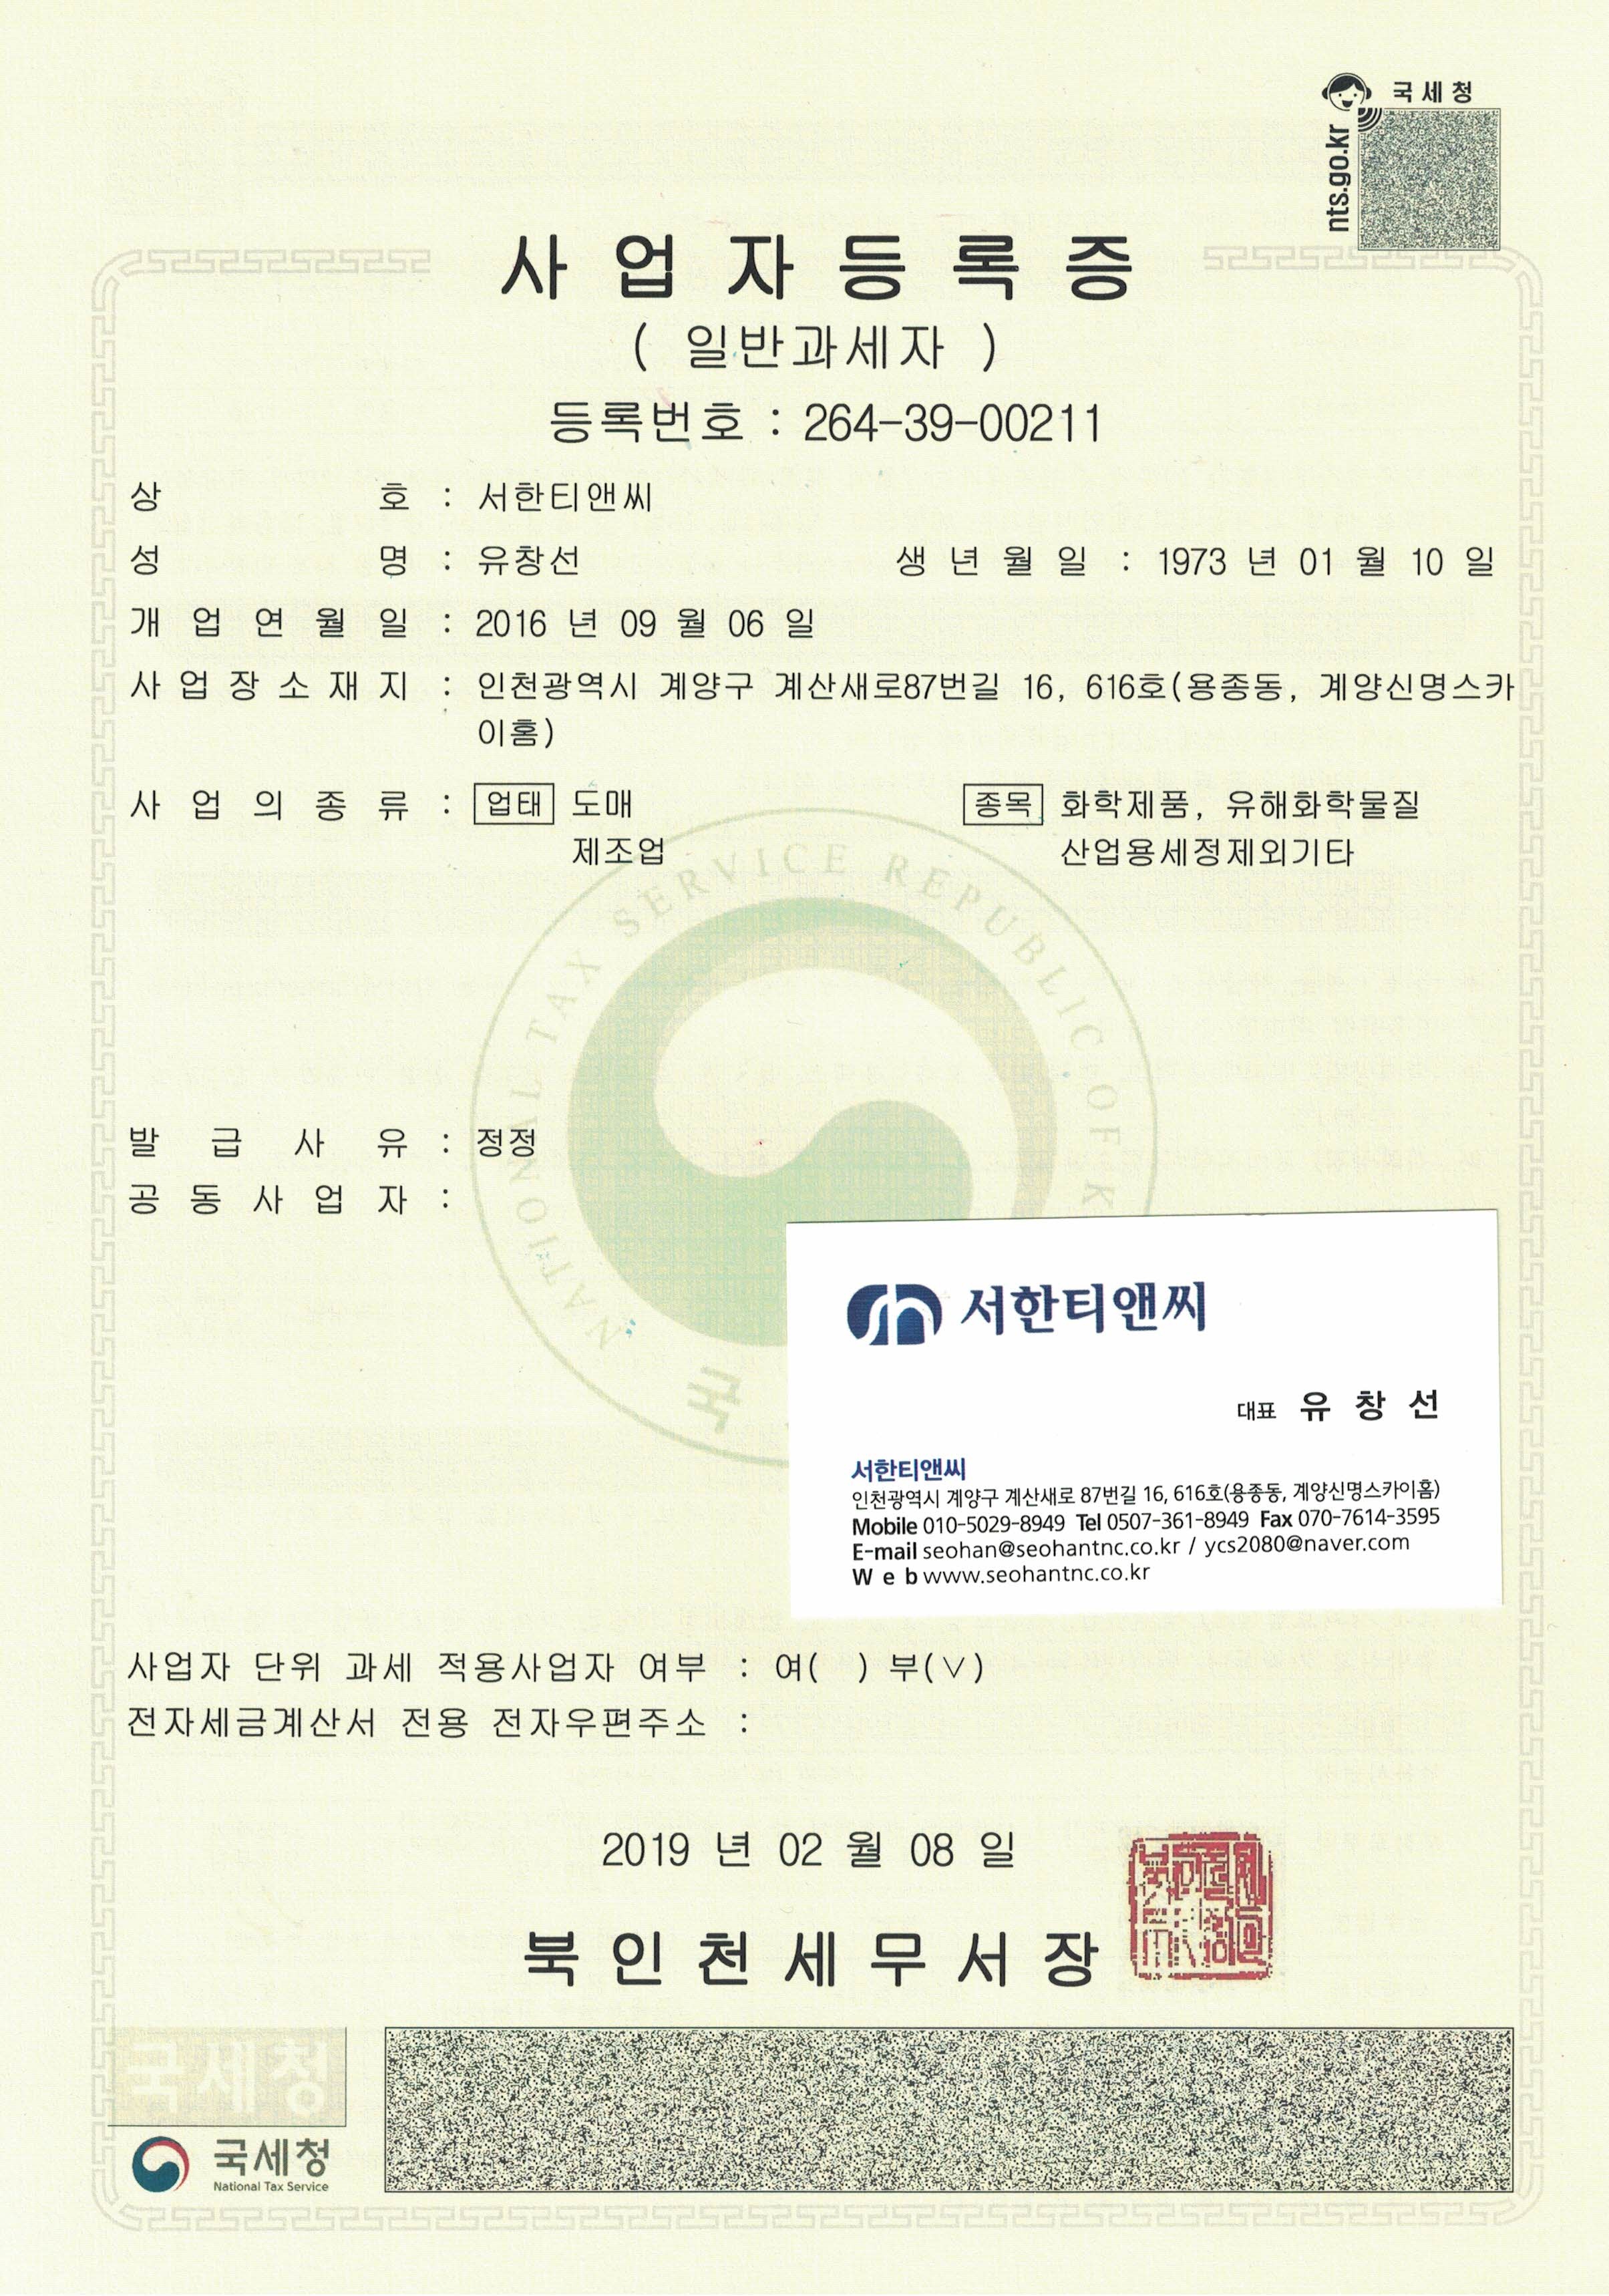 국세청
nts.go.kr
사업자등록증
( 일반과세자 )
등록번호 : 264-39-00211
상 호 : 서한티앤씨
성 명 : 유창선 생 년 월 일 : 1973 년 01 월 10 일
개 업 연 월 일 : 2016 년 09 월 06 일
사 업 장 소 재 지 : 인천광역시 계양구 계산새로87번길 16, 616호(용종동, 계양신명스카
이홈)
사 업 의 종 류 : 업태 도매 종목 화학제품, 유해화학물질
제조업 산업용세정제외기타
NATIONAL TAX SERVICE REPUBLIC OF K
발 급 사 유 : 정정
공 동 사 업 자 :
국
서한티앤씨
대표 유 창 선
서한티앤씨
인천광역시 계양구 계산새로 87번길 16, 616호(용종동, 계양신명스카이홈)
Mobile 010-5029-8949 Tel 0507-361-8949 Fax 070-7614-3595
E-mail seohan@seohantnc.co.kr / ycs2080@naver.com
W e b www.seohantnc.co.kr
사업자 단위 과세 적용사업자 여부 : 여( ) 부(∨)
전자세금계산서 전용 전자우편주소 :
2019 년 02 월 08 일
북인천세무서장
국세청
국세청
National Tax Service